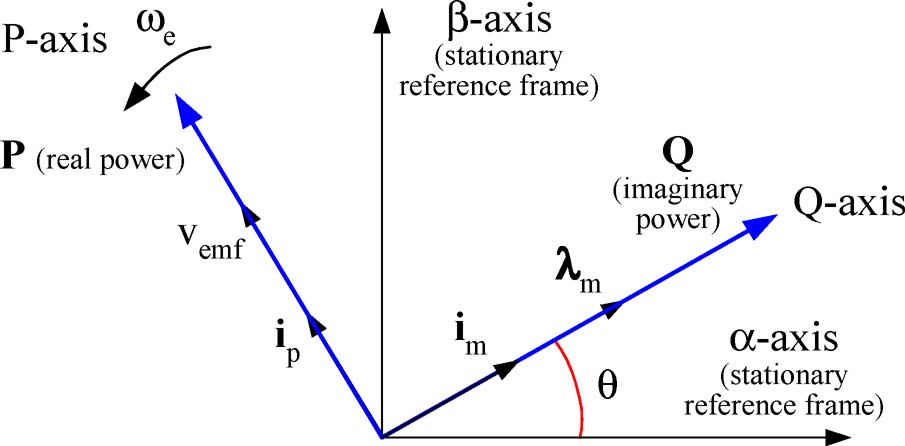 P-axis
ωe
β-axis
(stationary
reference frame)
P (real power)
Q
(imaginary
power)
Q-axis
vemf
λm
ip
im
θ
α-axis
(stationary
reference frame)